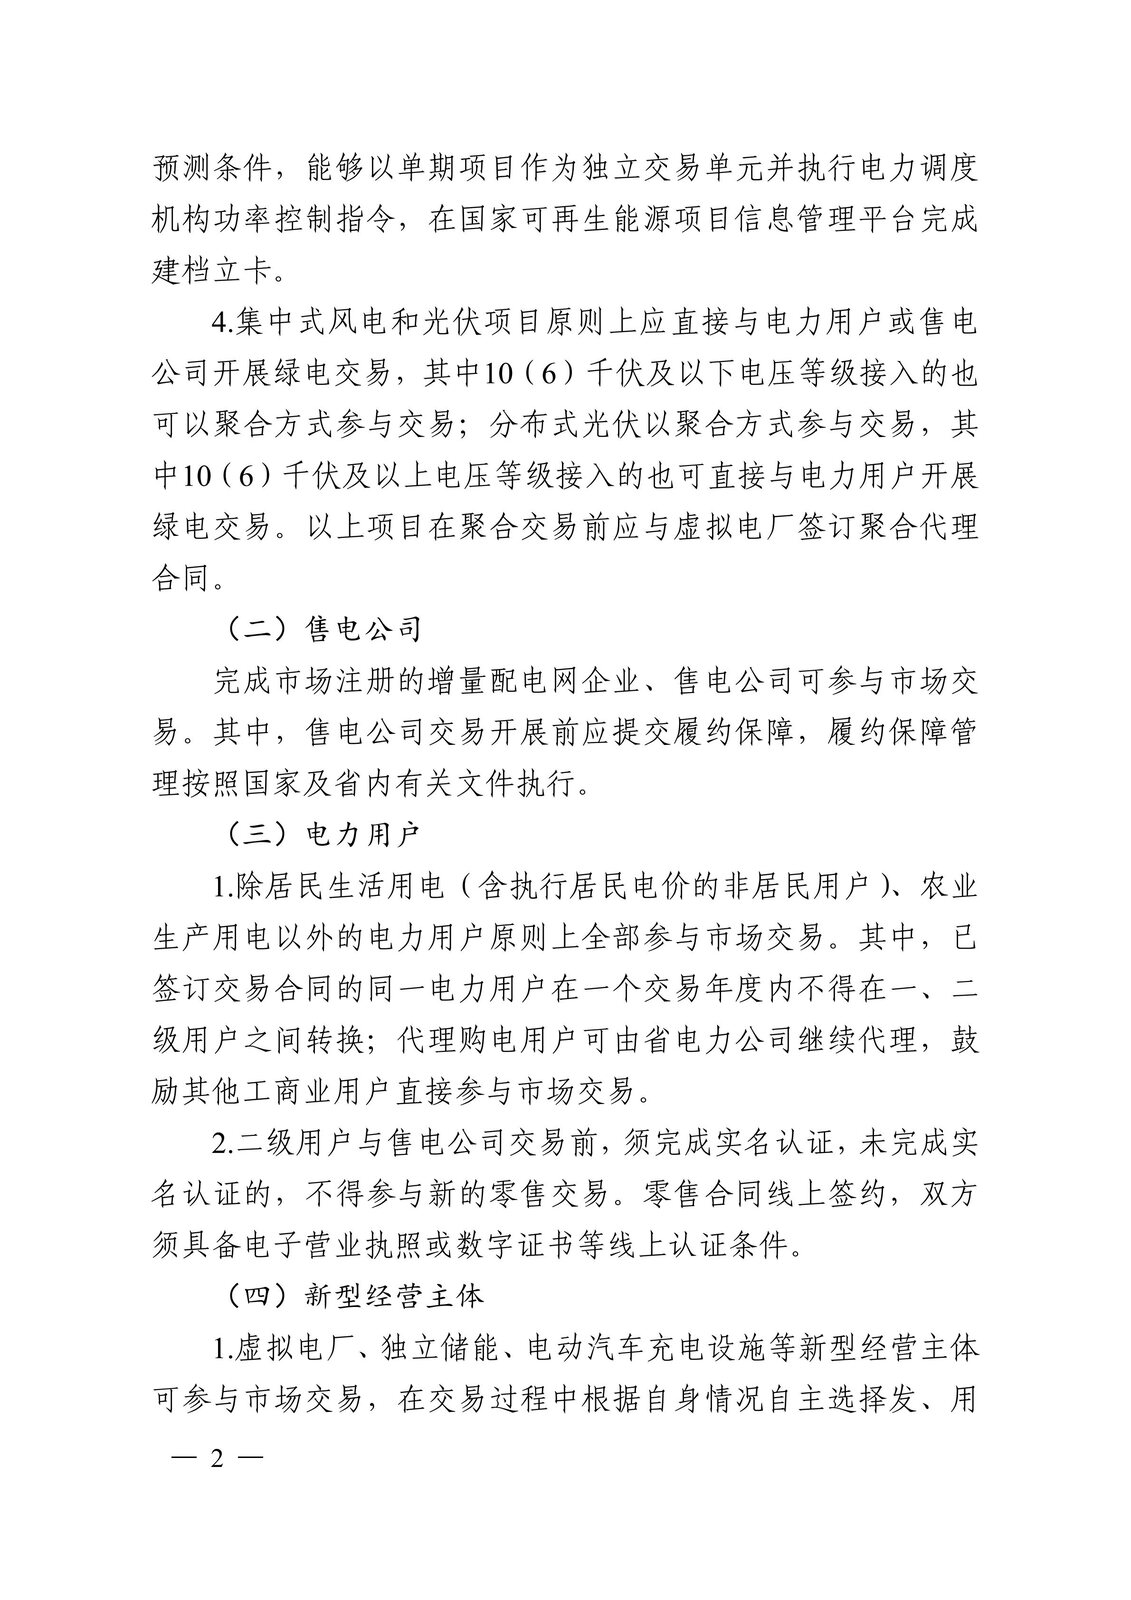 预测条件，能够以单期项目作为独立交易单元并执行电力调度
机构功率控制指令，在国家可再生能源项目信息管理平台完成
建档立卡。
4.集中式风电和光伏项目原则上应直接与电力用户或售电
公司开展绿电交易，其中10（6）千伏及以下电压等级接入的也
可以聚合方式参与交易；分布式光伏以聚合方式参与交易，其
中10（6）千伏及以上电压等级接入的也可直接与电力用户开展
绿电交易。以上项目在聚合交易前应与虚拟电厂签订聚合代理
合同。
（二）售电公司
完成市场注册的增量配电网企业、售电公司可参与市场交
易。其中，售电公司交易开展前应提交履约保障，履约保障管
理按照国家及省内有关文件执行。
（三）电力用户
1.除居民生活用电（含执行居民电价的非居民用户）、农业
生产用电以外的电力用户原则上全部参与市场交易。其中，已
签订交易合同的同一电力用户在一个交易年度内不得在一、二
级用户之间转换；代理购电用户可由省电力公司继续代理，鼓
励其他工商业用户直接参与市场交易。
2.二级用户与售电公司交易前，须完成实名认证，未完成实
名认证的，不得参与新的零售交易。零售合同线上签约，双方
须具备电子营业执照或数字证书等线上认证条件。
（四）新型经营主体
1.虚拟电厂、独立储能、电动汽车充电设施等新型经营主体
可参与市场交易，在交易过程中根据自身情况自主选择发、用
— 2 —